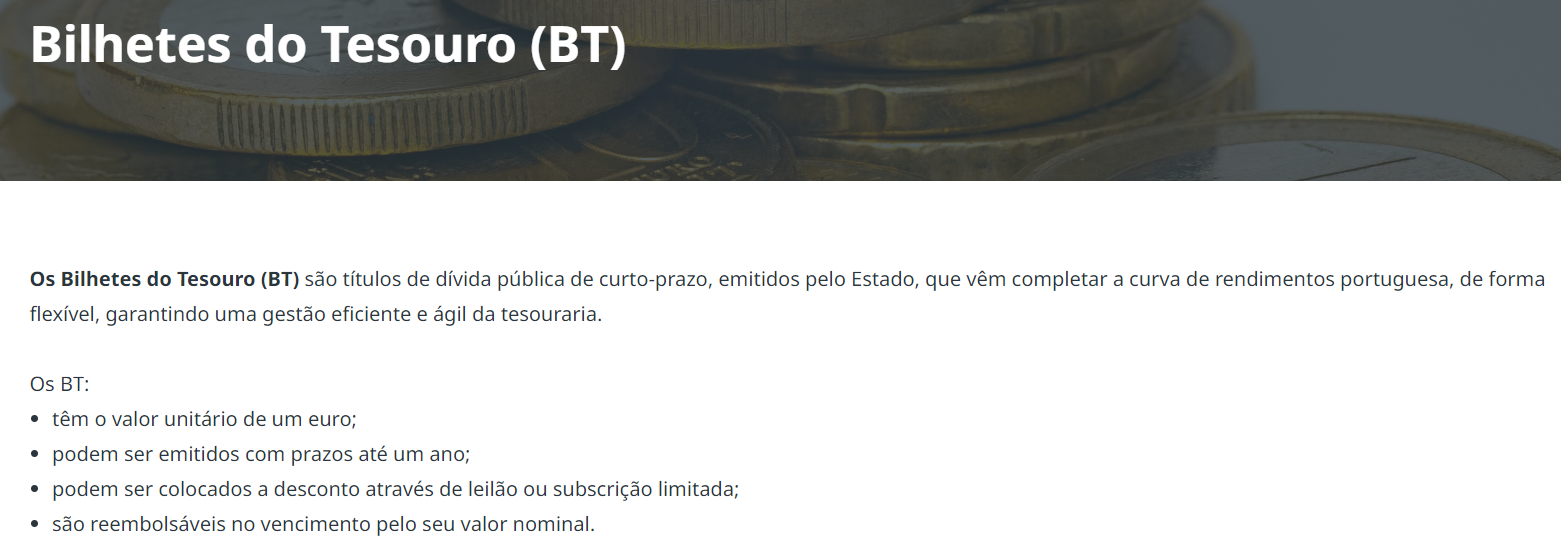 Bilhetes do Tesouro (BT)
Os Bilhetes do Tesouro (BT) são títulos de dívida pública de curto-prazo, emitidos pelo Estado, que vêm completar a curva de rendimentos portuguesa, de forma
flexível, garantindo uma gestão eficiente e ágil da tesouraria.
Os BT:
• têm o valor unitário de um euro;
• podem ser emitidos com prazos até um ano;
• podem ser colocados a desconto através de leilão ou subscrição limitada;
• são reembolsáveis no vencimento pelo seu valor nominal.